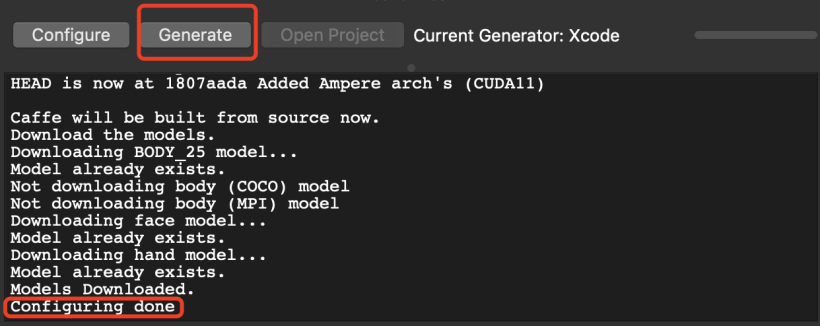 Configure Generate Open Project Current Generator: Xcode
HEAD is now at 1807aada Added Ampere arch's (CUDA11)
Caffe will be built from source now.
Download the models.
Downloading BODY_25 model...
Model already exists.
Not downloading body (COCO) model
Not downloading body (MPI) model
Downloading face model...
Model already exists.
Downloading hand model...
Model already exists.
Models Downloaded.
Configuring done